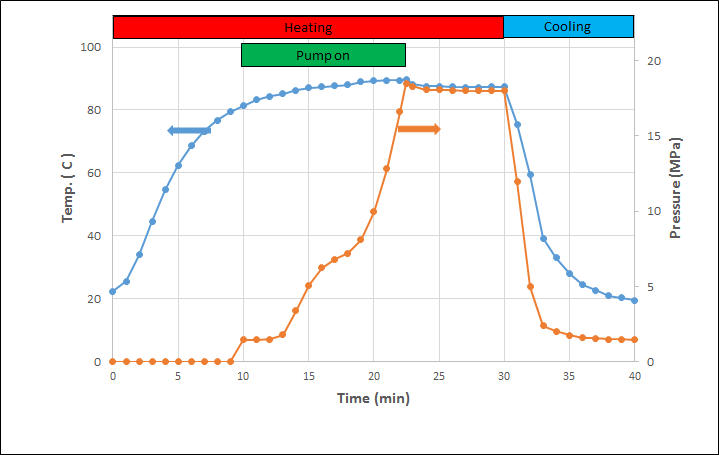 Heating
Cooling
Pump on
100
80
60
40
20
0
Temp. ( C )
20
15
10
5
0
Pressure (MPa)
0 5 10 15 20 25 30 35 40
Time (min)